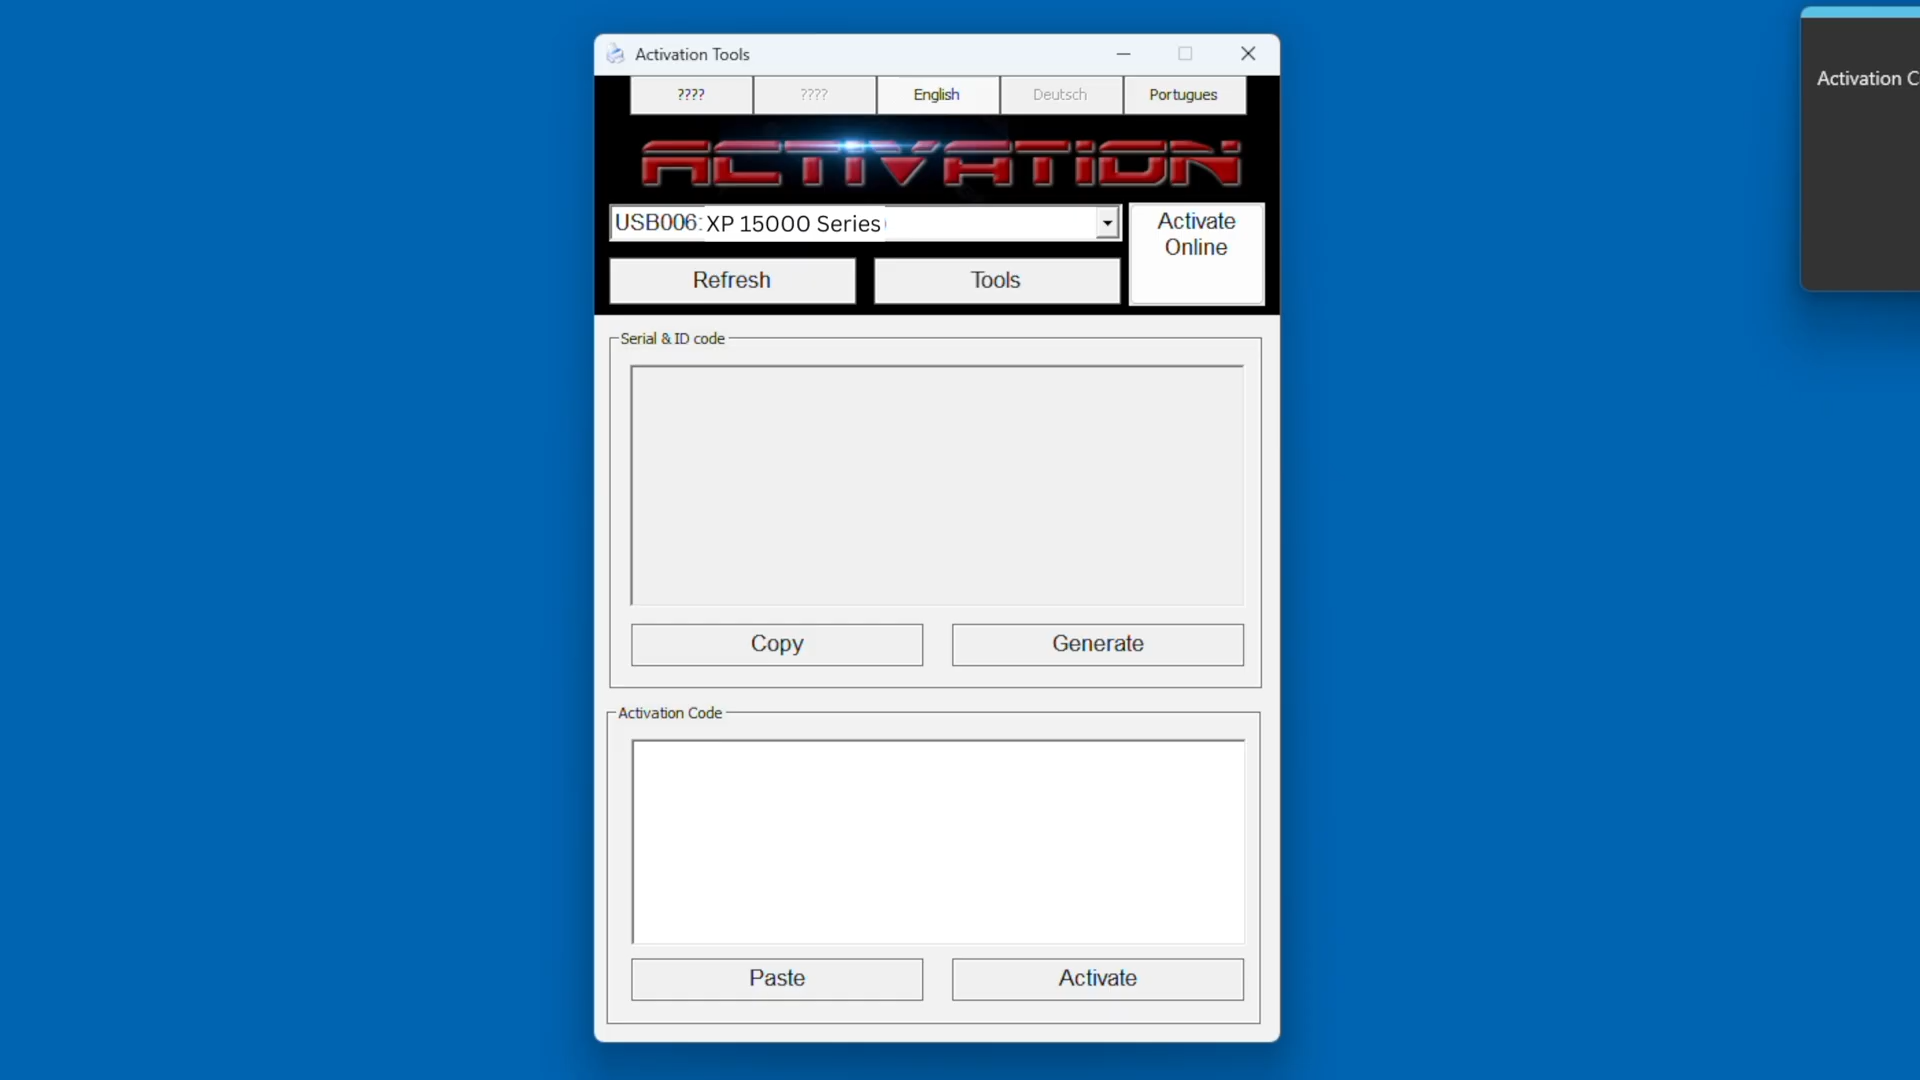 Activation Tools
???? ???? English Deutsch Portugues
ACTIVATION
USB006: XP 15000 Series
Activate
Online
Refresh Tools
Serial & ID code
Copy Generate
Activation Code
Paste Activate
Activation C